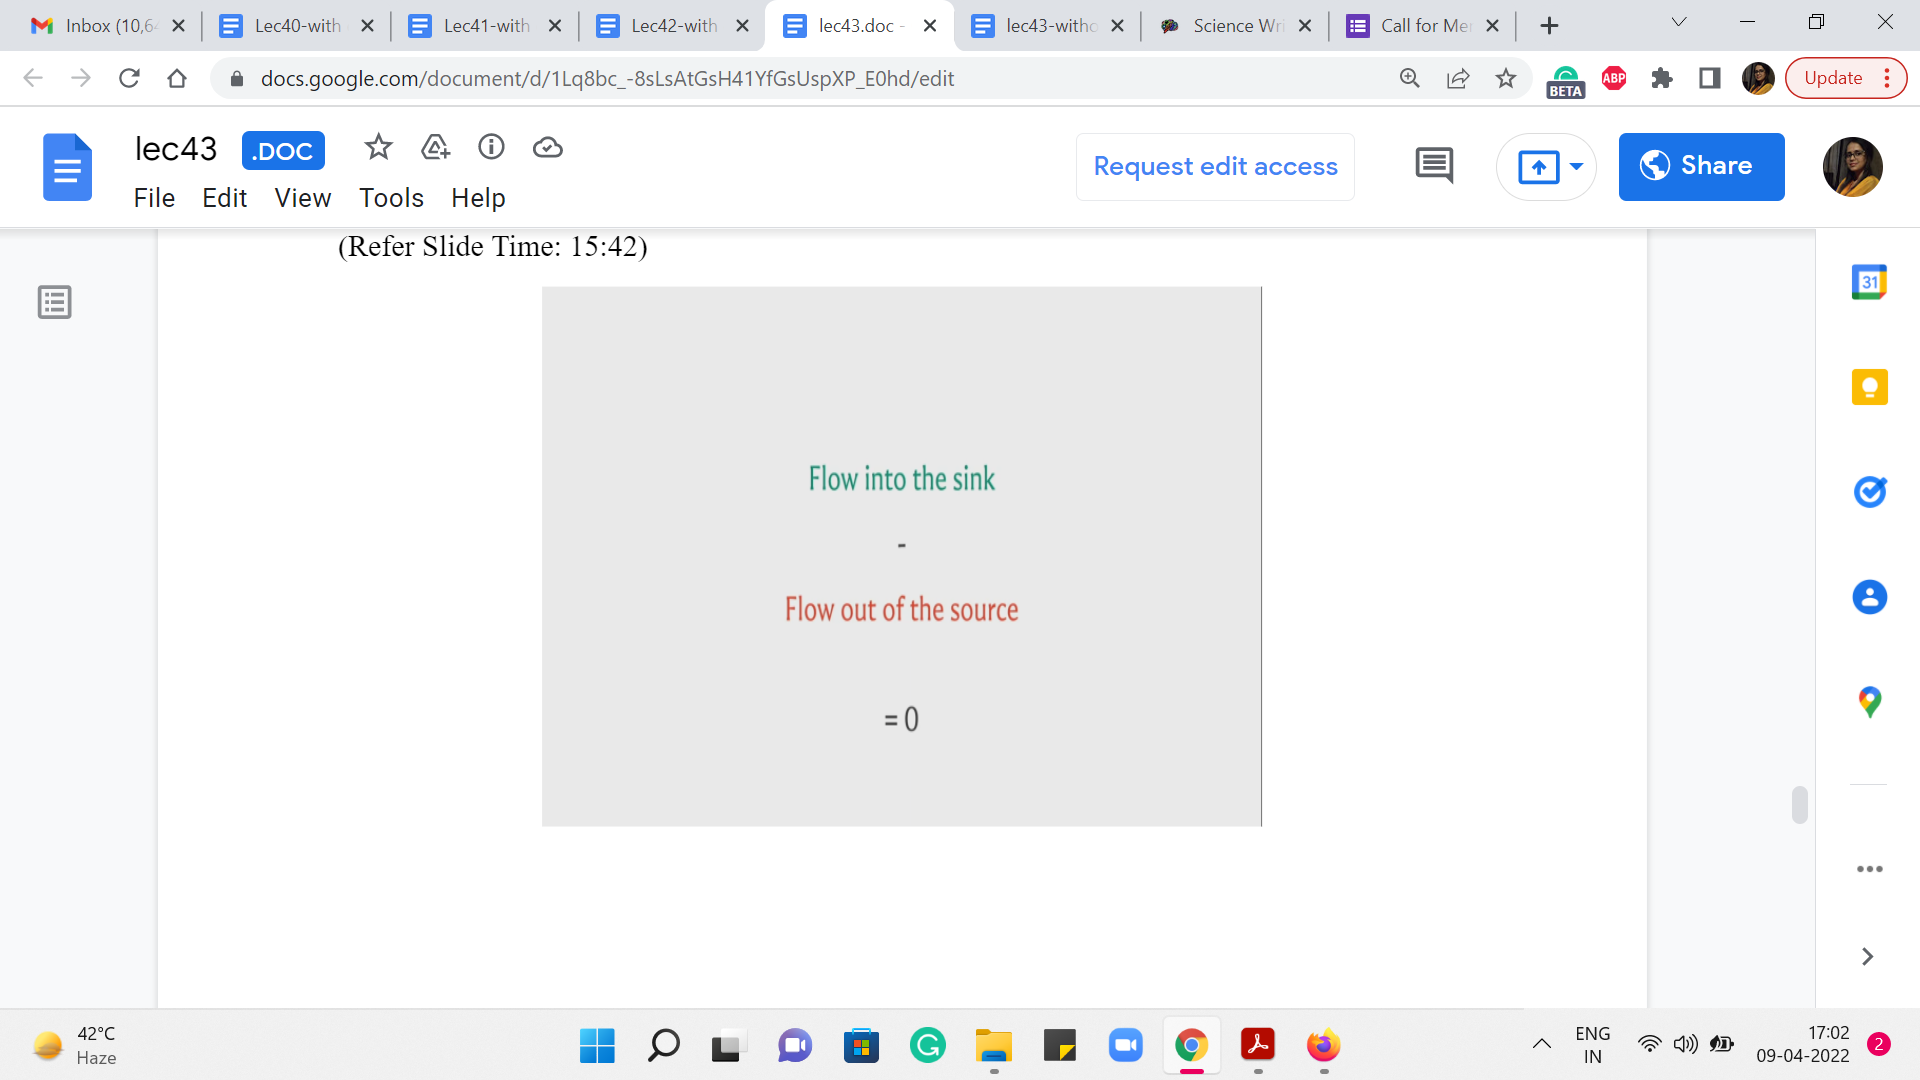 Inbox (10,6
Lec40-with
Lec41-with
Lec42-with
lec43.doc -
lec43-witho
Science Wri
Call for Mer
docs.google.com/document/d/1Lq8bc_-8sLsAtGsH41YfGsUspXP_E0hd/edit
BETA
ABP
Update
lec43
.DOC
Request edit access
Share
File Edit View Tools Help
(Refer Slide Time: 15:42)
31
Flow into the sink
-
Flow out of the source
= 0
42°C
Haze
ENG
IN
17:02
09-04-2022
2